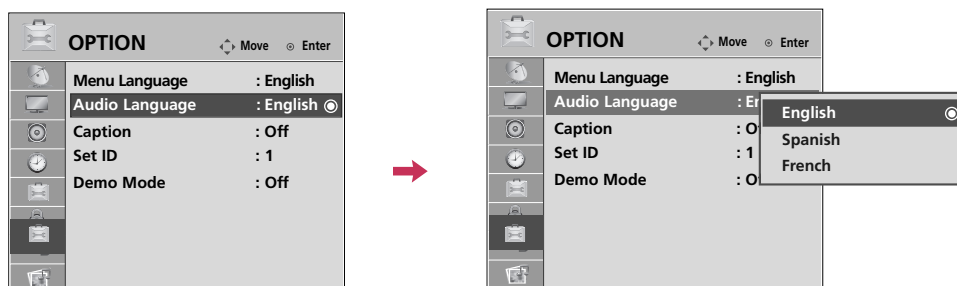 OPTION Move Enter
Menu Language : English
Audio Language : English
Caption : Off
Set ID : 1
Demo Mode : Off
OPTION Move Enter
Menu Language : English
Audio Language : Er
Caption : O
Set ID : 1
Demo Mode : O
English
Spanish
French